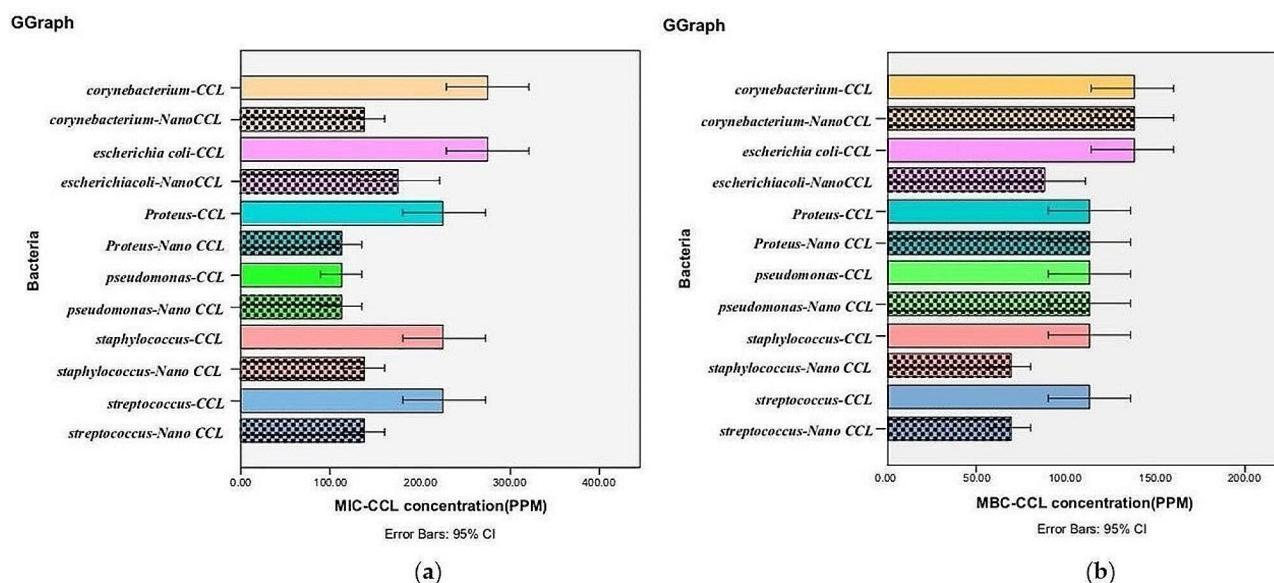 GGraph
corynebacterium-CCL
corynebacterium-NanoCCL
escherichia coli-CCL
escherichiacoli-NanoCCL
Proteus-CCL
Proteus-Nano CCL
pseudomonas-CCL
pseudomonas-Nano CCL
staphylococcus-CCL
staphylococcus-Nano CCL
streptococcus-CCL
streptococcus-Nano CCL
Bacteria
0.00 100.00 200.00 300.00 400.00
MIC-CCL concentration(PPM)
Error Bars: 95% CI
(a)
GGraph
corynebacterium-CCL
corynebacterium-NanoCCL
escherichia coli-CCL
escherichiacoli-NanoCCL
Proteus-CCL
Proteus-Nano CCL
pseudomonas-CCL
pseudomonas-Nano CCL
staphylococcus-CCL
staphylococcus-Nano CCL
streptococcus-CCL
streptococcus-Nano CCL
Bacteria
0.00 50.00 100.00 150.00 200.00
MBC-CCL concentration(PPM)
Error Bars: 95% CI
(b)